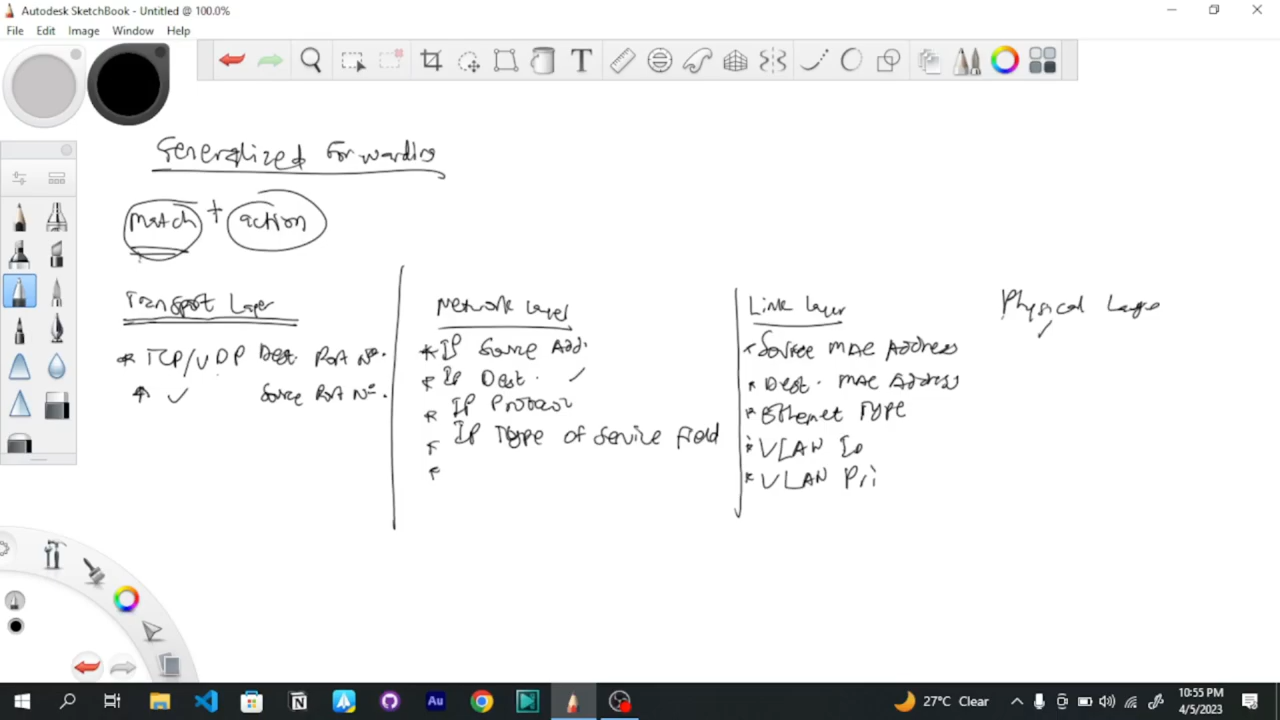 Autodesk SketchBook - Untitled @ 100.0%
File Edit Image Window Help
Generalized Forwarding
match + action
Transport Layer
* TCP/UDP Dest. Port No.
Source Port No.
Network Layer
* IP Source Add.
* IP Dest.
* IP Protocol
* IP Type of Service Field
*
Link Layer
* Source MAC Address
* Dest. MAC Address
* Ethernet Type
* VLAN Id
* VLAN Pri
Physical Layer
27°C Clear
10:55 PM
4/5/2023